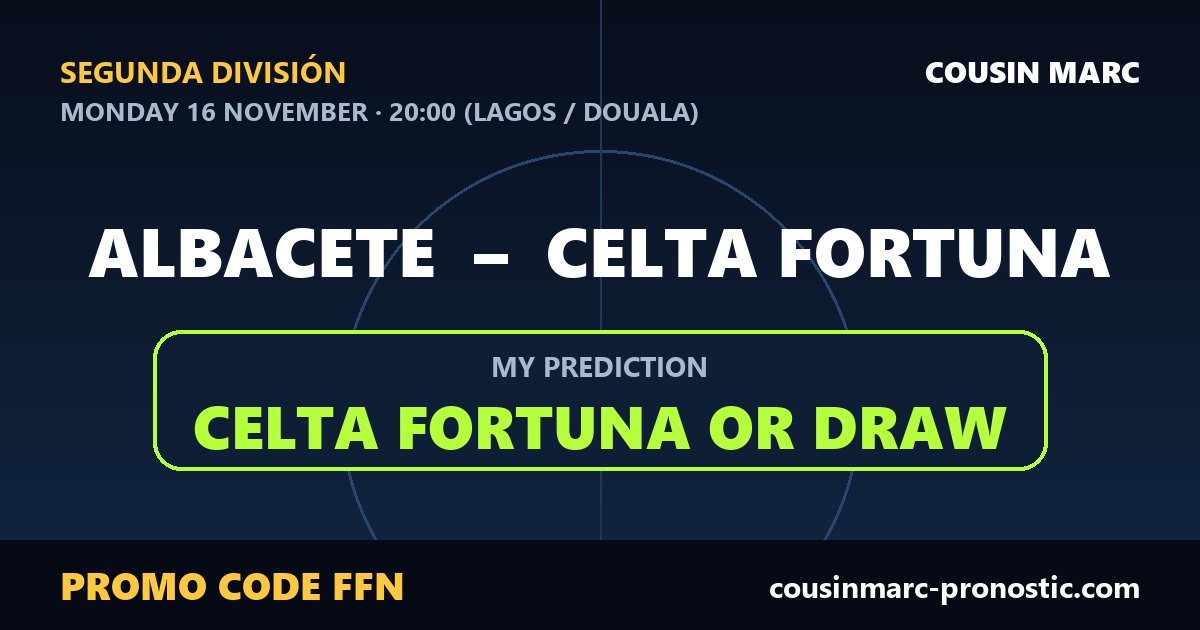 SEGUNDA DIVISIÓN
COUSIN MARC
MONDAY 16 NOVEMBER · 20:00 (LAGOS / DOUALA)
ALBACETE – CELTA FORTUNA
MY PREDICTION
CELTA FORTUNA OR DRAW
PROMO CODE FFN
cousinmarc-pronostic.com